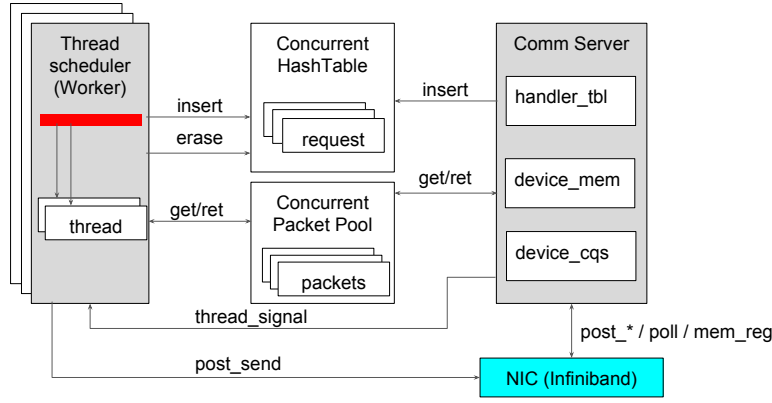 Thread
scheduler
(Worker)
thread
Concurrent
HashTable
request
Concurrent
Packet Pool
packets
Comm Server
handler_tbl
device_mem
device_cqs
insert
erase
get/ret
insert
get/ret
thread_signal
post_send
post_* / poll / mem_reg
NIC (Infiniband)